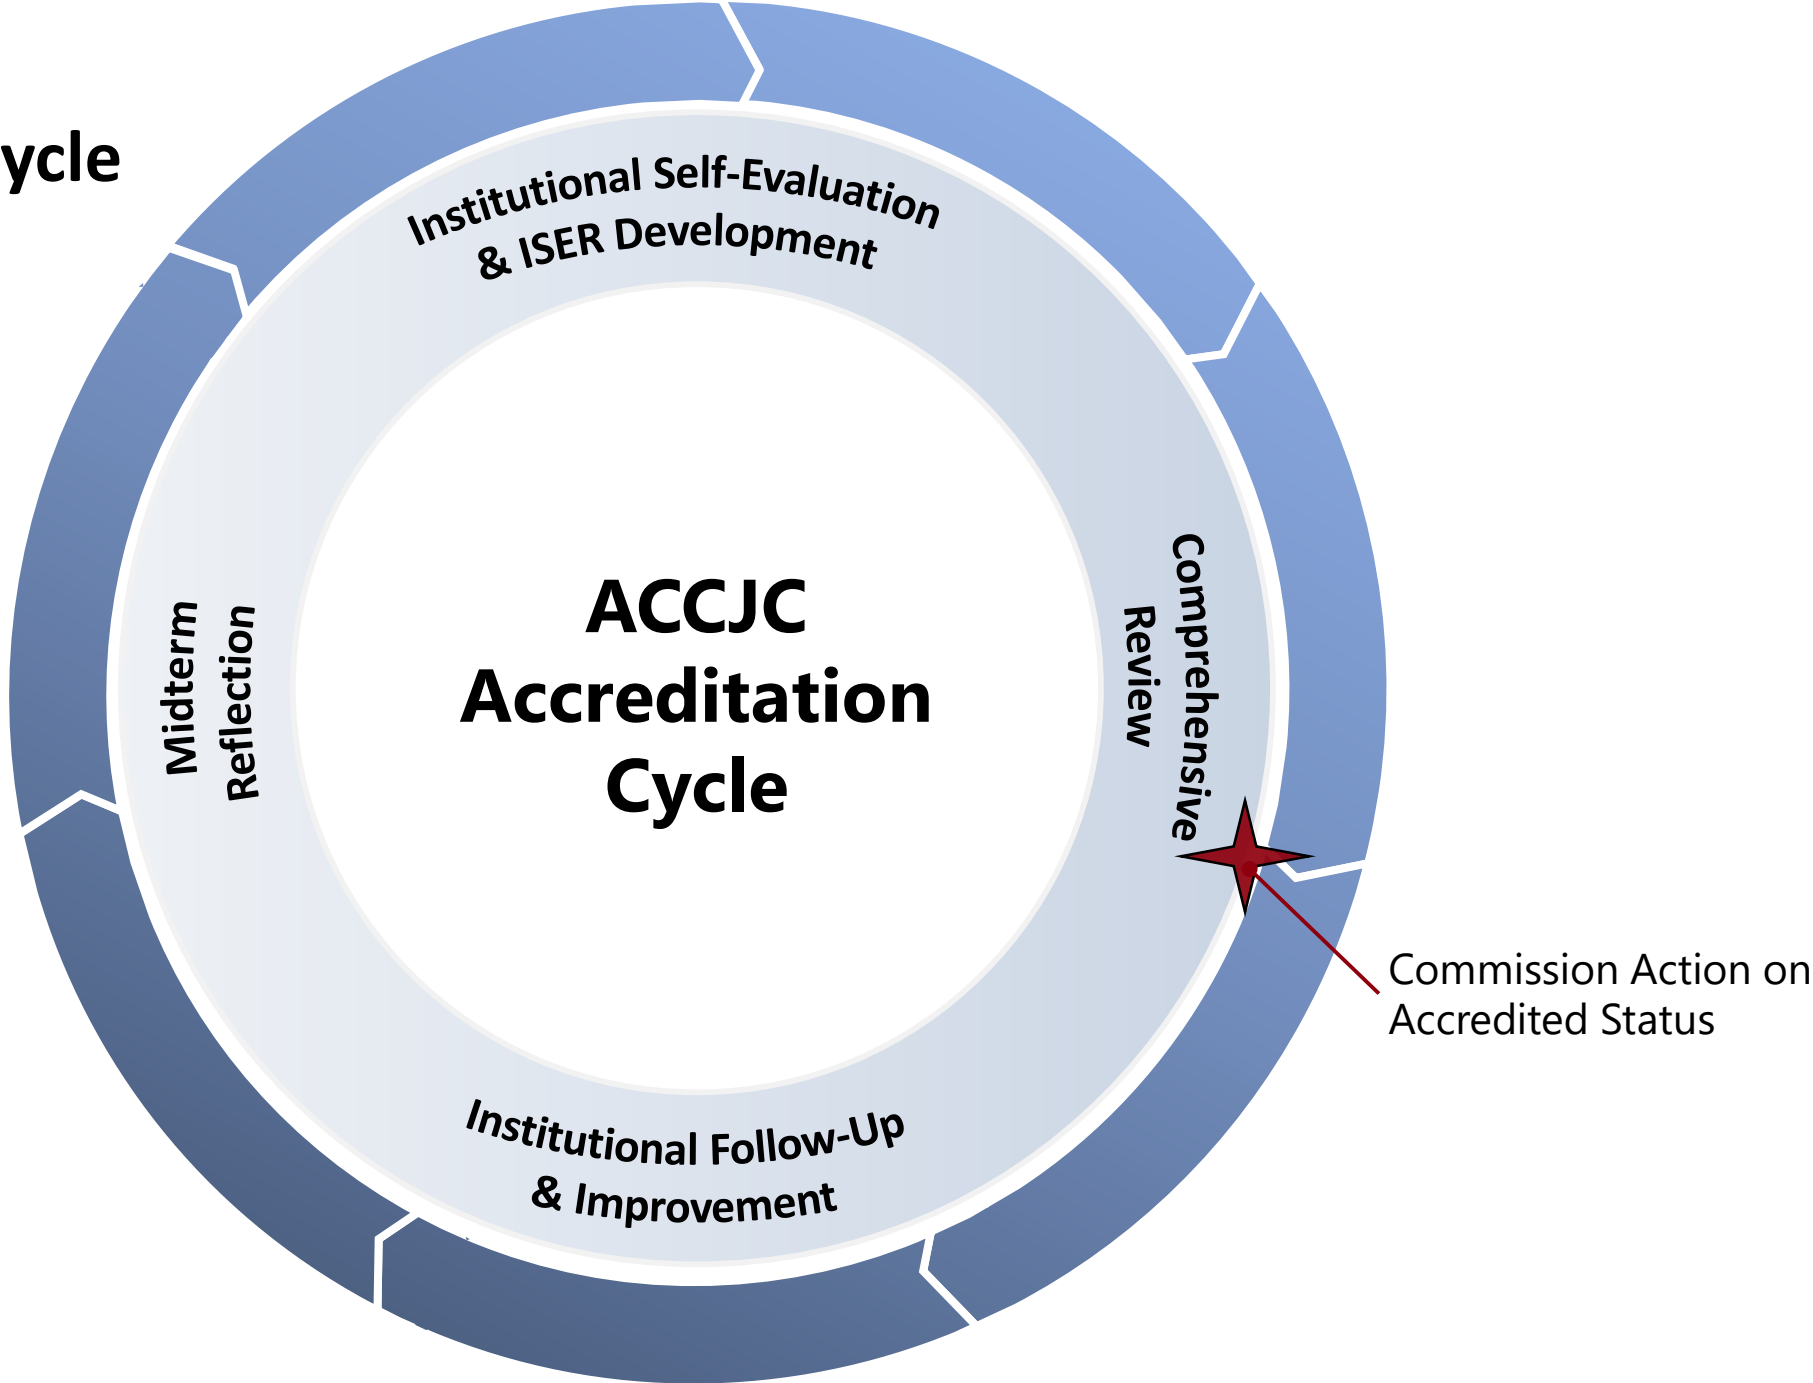 ycle
Institutional Self-Evaluation
& ISER Development
Comprehensive
Review
ACCJC
Accreditation
Cycle
Midterm
Reflection
Commission Action on
Accredited Status
Institutional Follow-Up
& Improvement